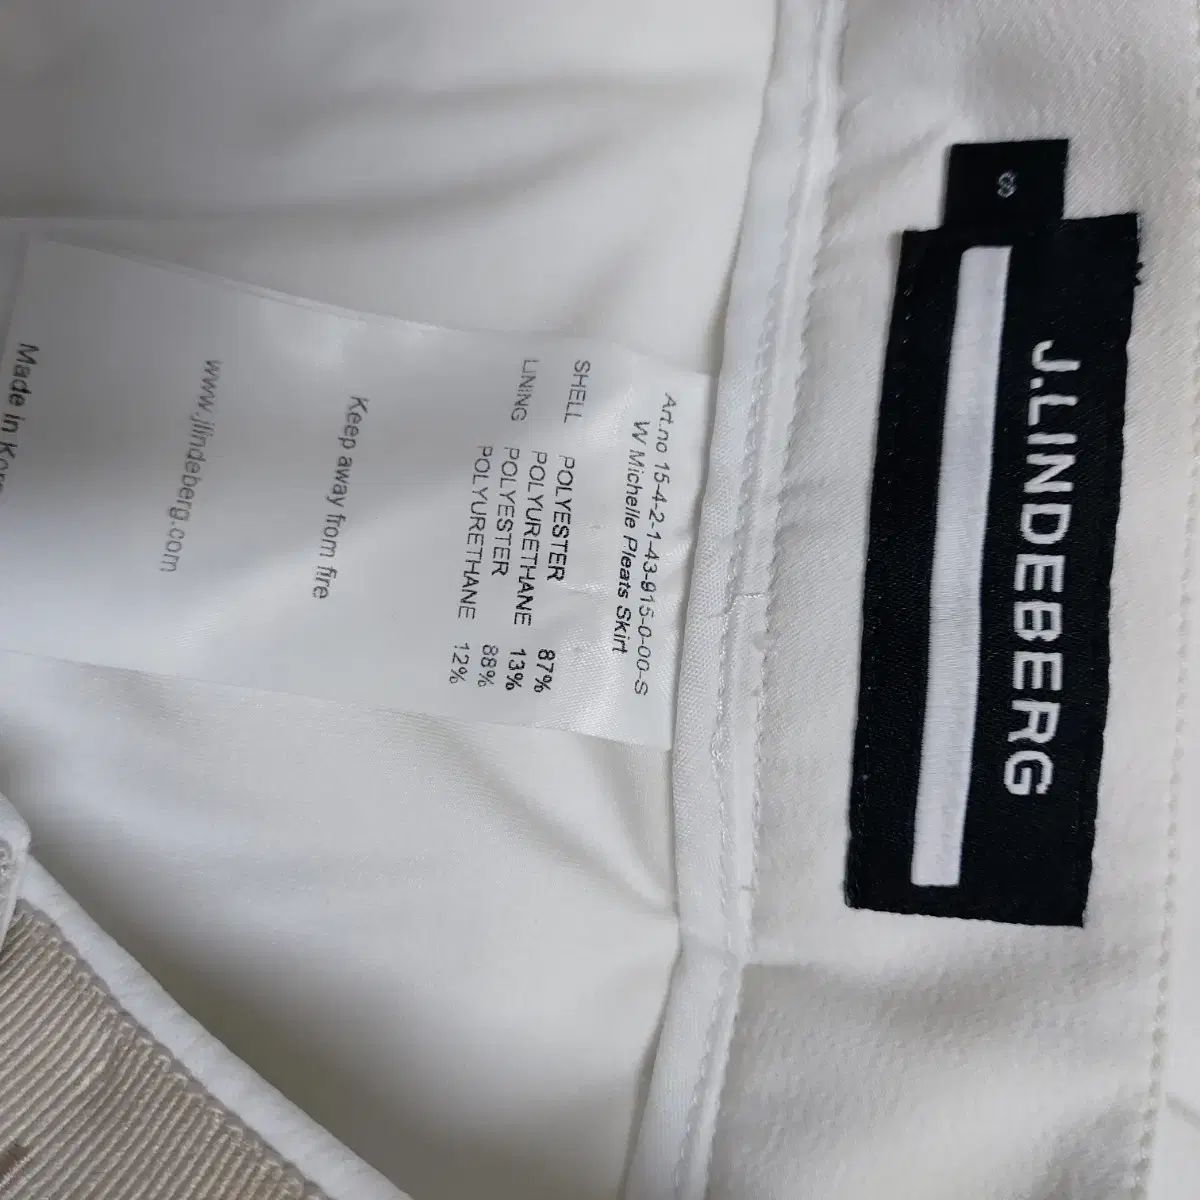 S
J.LINDEBERG
Art.no 15-4-2-1-43-915-0-00-S
W Michelle Pleats Skirt
SHELL POLYESTER 87%
POLYURETHANE 13%
LINING POLYESTER 88%
POLYURETHANE 12%
Keep away from fire
www.jlindeberg.com
Made in